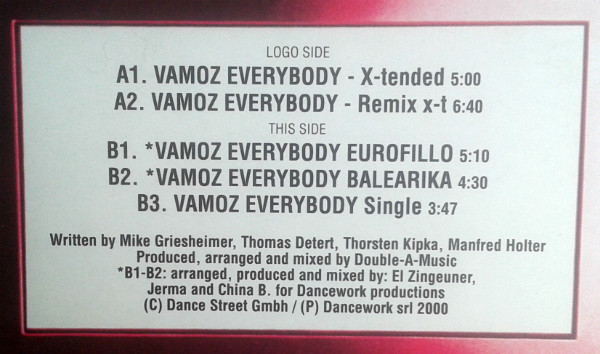 LOGO SIDE
A1. VAMOZ EVERYBODY - X-tended 5:00
A2. VAMOZ EVERYBODY - Remix x-t 6:40
THIS SIDE
B1. *VAMOZ EVERYBODY EUROFILLO 5:10
B2. *VAMOZ EVERYBODY BALEARIKA 4:30
B3. VAMOZ EVERYBODY Single 3:47
Written by Mike Griesheimer, Thomas Detert, Thorsten Kipka, Manfred Holter
Produced, arranged and mixed by Double-A-Music
*B1-B2: arranged, produced and mixed by: El Zingeuner,
Jerma and China B. for Dancework productions
(C) Dance Street Gmbh / (P) Dancework srl 2000